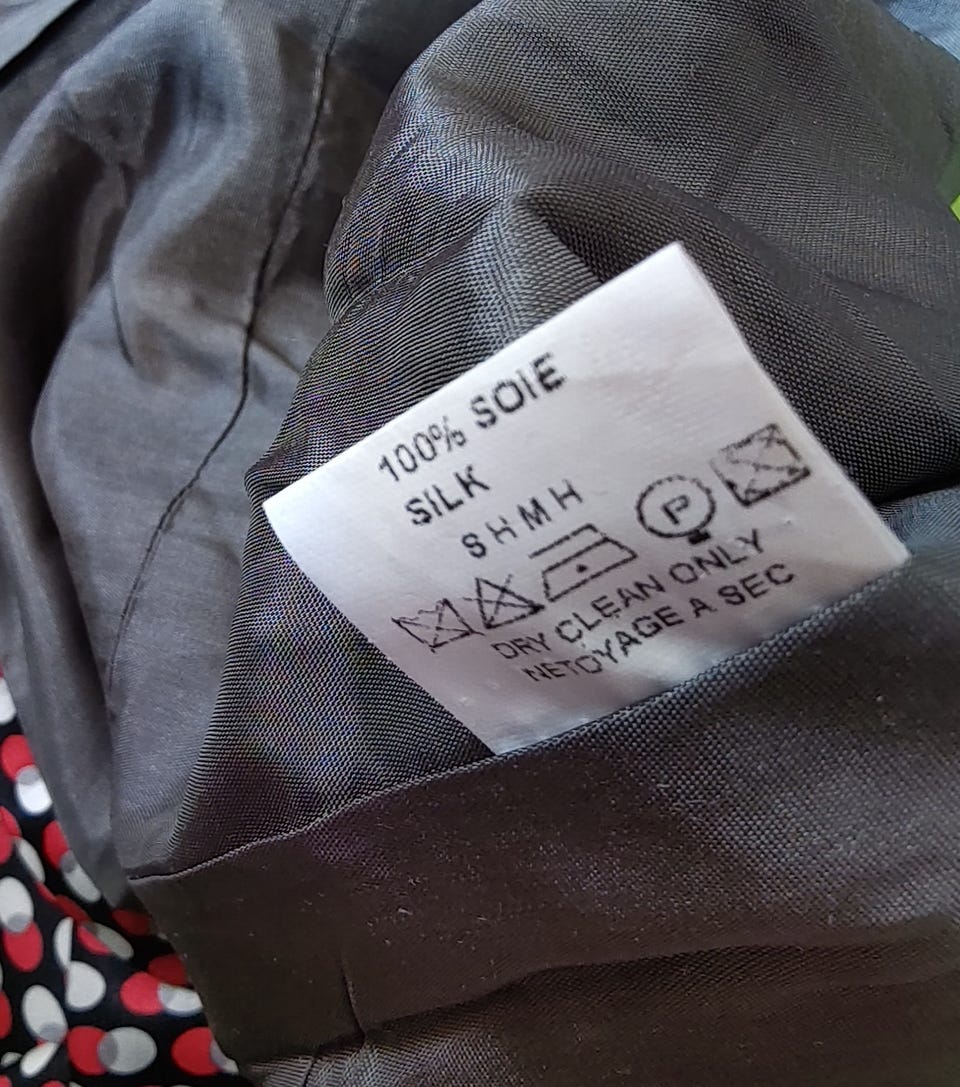 100% SOIE
SILK
S H M H
P
DRY CLEAN ONLY
NETOYAGE A SEC